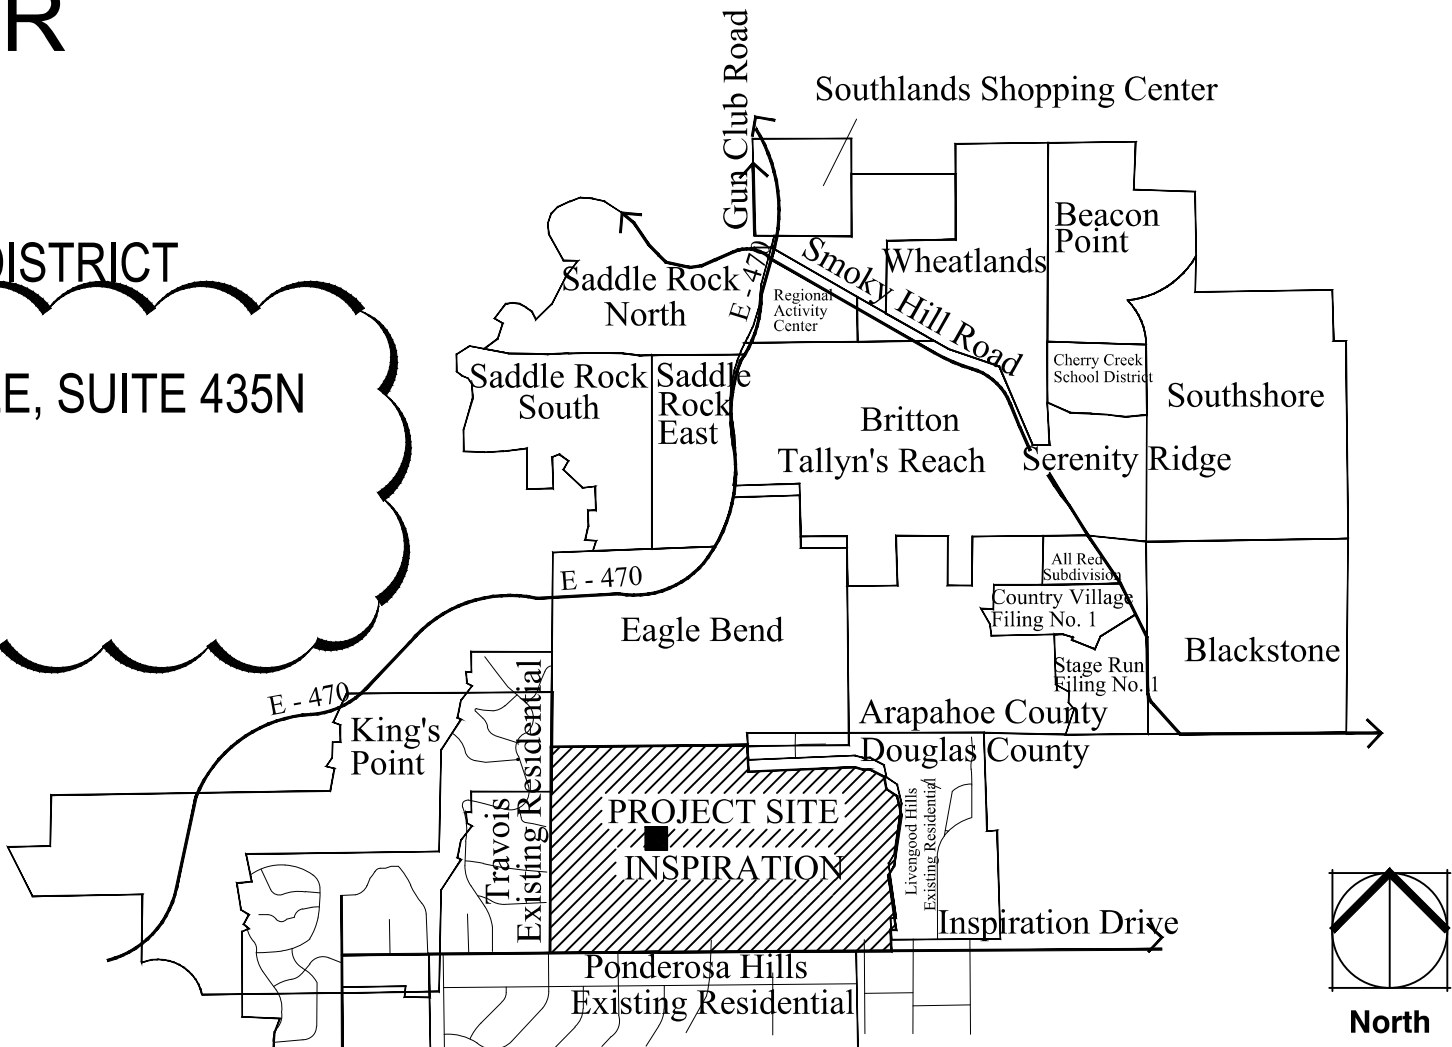 R
DISTRICT
E, SUITE 435N
Gun Club Road
Southlands Shopping Center
Beacon
Point
Wheatlands
Smoky Hill Road
Saddle Rock
North
E - 470
Regional
Activity
Center
Cherry Creek
School District
Saddle Rock
South
Saddle
Rock
East
Southshore
Britton
Tallyn's Reach
Serenity Ridge
All Red
Subdivision
E - 470
Country Village
Filing No. 1
Eagle Bend
Blackstone
Stage Run
Filing No. 1
E - 470
King's
Point
Arapahoe County
Douglas County
Travois
Existing Residential
PROJECT SITE
INSPIRATION
Livengood Hills
Existing Residential
Inspiration Drive
Ponderosa Hills
Existing Residential
North